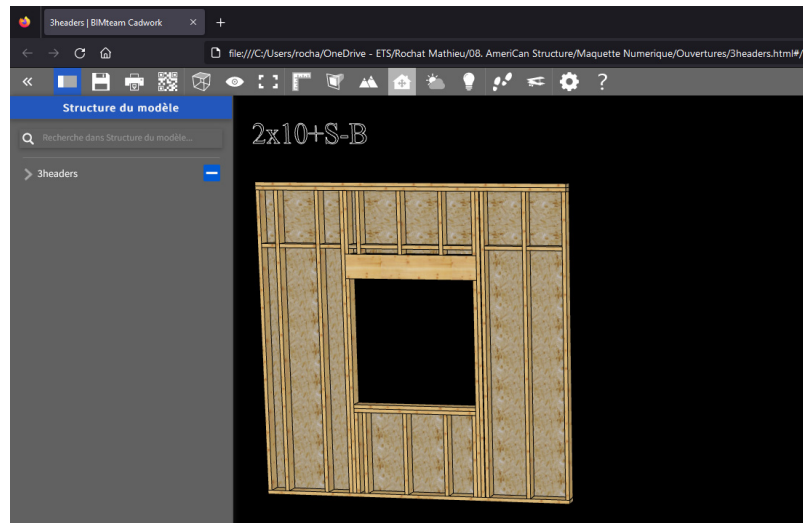 3headers | BIMteam Cadwork
file:///C:/Users/rocha/OneDrive - ETS/Rochat Mathieu/08. AmeriCan Structure/Maquette Numerique/Ouvertures/3headers.html#/
Structure du modèle
Recherche dans Structure du modèle...
3headers
2x10+S-B